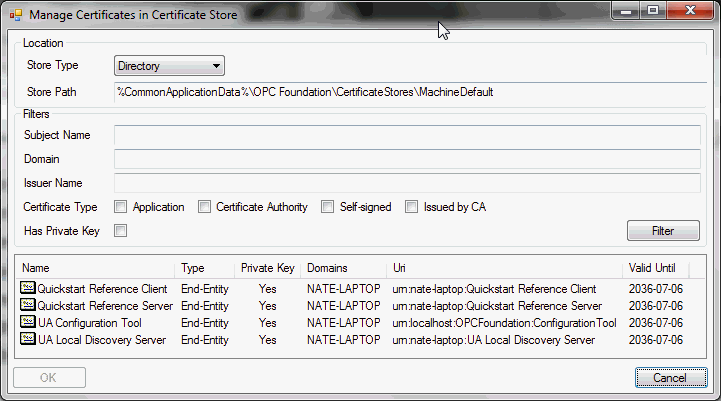 Manage Certificates in Certificate Store
Location
Store Type Directory
Store Path %CommonApplicationData%\OPC Foundation\CertificateStores\MachineDefault
Filters
Subject Name
Domain
Issuer Name
Certificate Type Application Certificate Authority Self-signed Issued by CA
Has Private Key Filter
Name Type Private Key Domains Uri Valid Until
Quickstart Reference Client End-Entity Yes NATE-LAPTOP urn:nate-laptop:Quickstart Reference Client 2036-07-06
Quickstart Reference Server End-Entity Yes NATE-LAPTOP urn:nate-laptop:Quickstart Reference Server 2036-07-06
UA Configuration Tool End-Entity Yes NATE-LAPTOP urn:localhost:OPCFoundation:ConfigurationTool 2036-07-06
UA Local Discovery Server End-Entity Yes NATE-LAPTOP urn:nate-laptop:UA Local Discovery Server 2036-07-06
OK Cancel